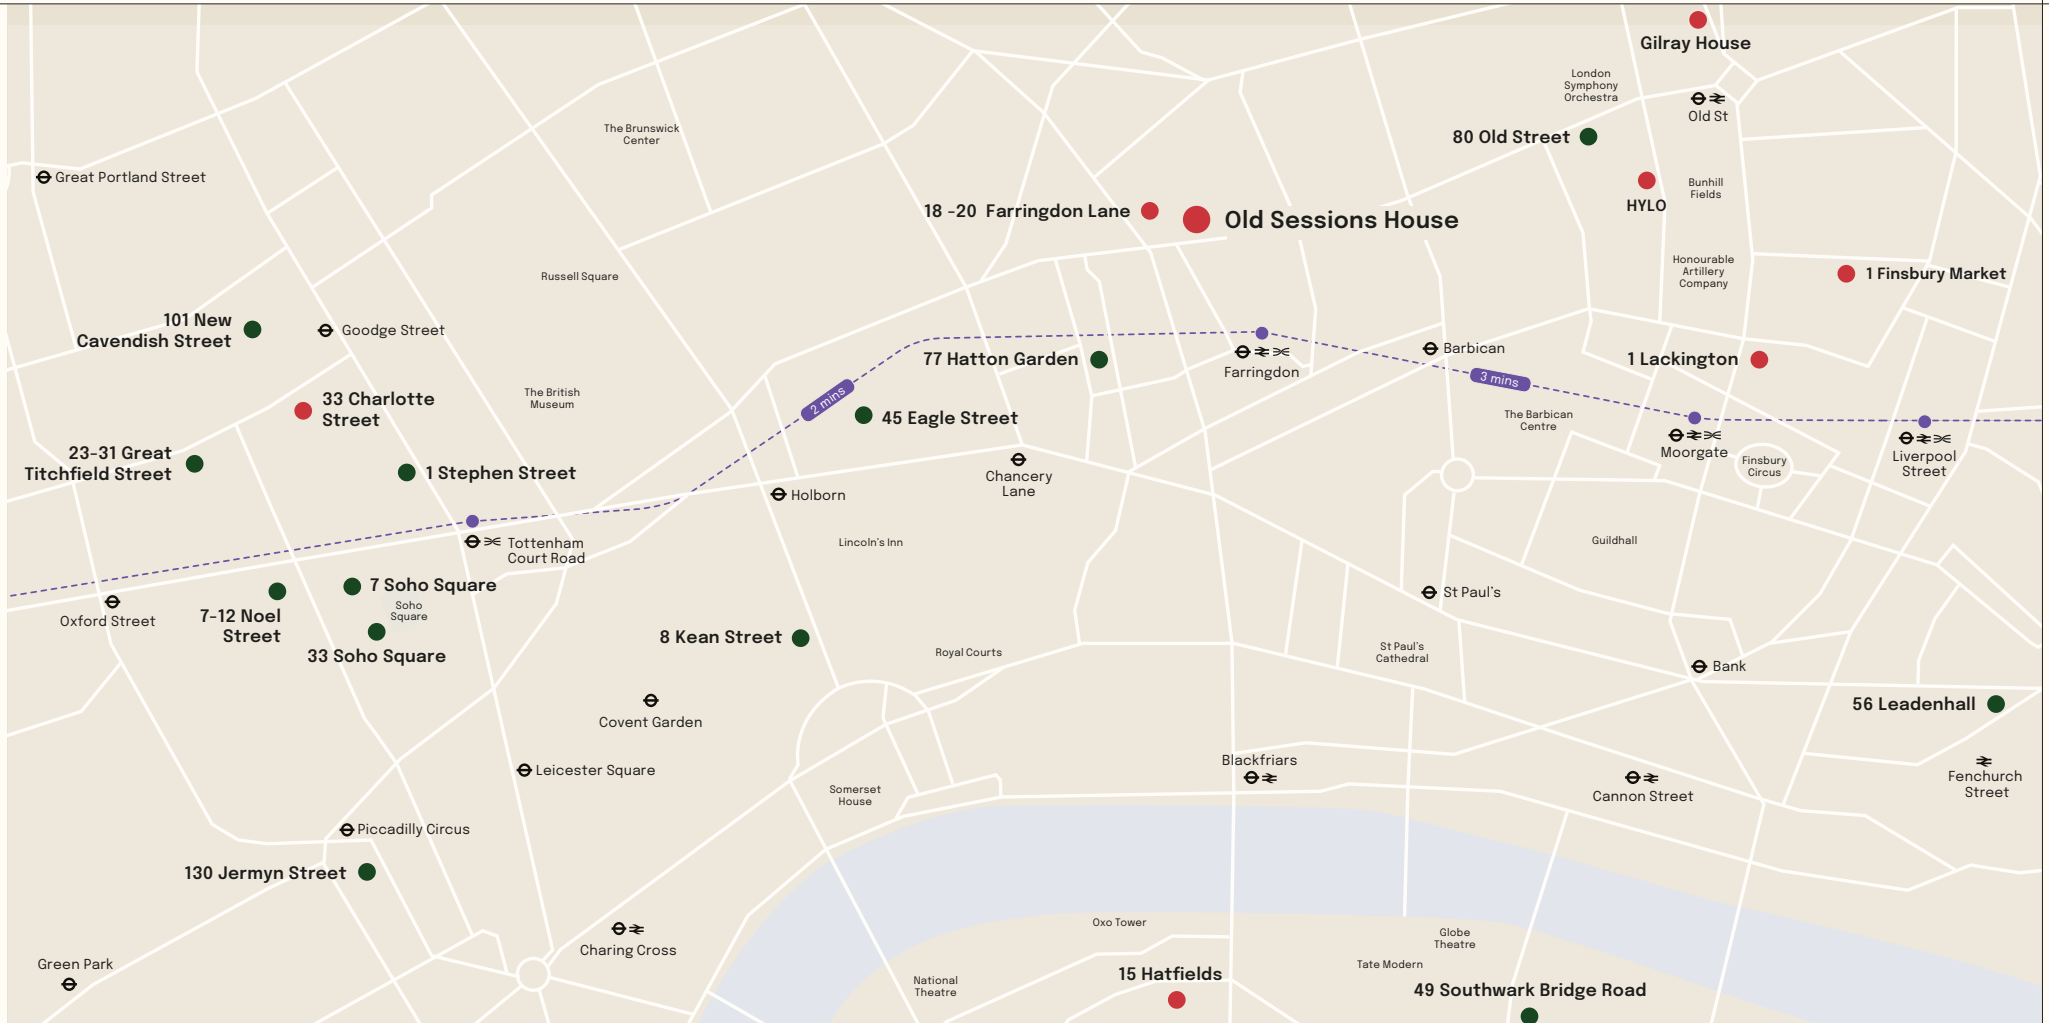 Gilray House
London
Symphony
Orchestra
Old St
80 Old Street
The Brunswick
Center
Great Portland Street
Bunhill
Fields
HYLO
18 -20 Farringdon Lane
Old Sessions House
Russell Square
Honourable
Artillery
Company
1 Finsbury Market
101 New
Cavendish Street
Goodge Street
77 Hatton Garden
Farringdon
Barbican
1 Lackington
3 mins
2 mins
33 Charlotte
Street
The British
Museum
45 Eagle Street
The Barbican
Centre
Moorgate
Finsbury
Circus
Liverpool
Street
23-31 Great
Titchfield Street
1 Stephen Street
Chancery
Lane
Holborn
Tottenham
Court Road
Lincoln's Inn
Guildhall
7 Soho Square
Soho
Square
Oxford Street
7-12 Noel
Street
33 Soho Square
St Paul's
8 Kean Street
Royal Courts
St Paul's
Cathedral
Bank
56 Leadenhall
Covent Garden
Leicester Square
Blackfriars
Somerset
House
Cannon Street
Fenchurch
Street
Piccadilly Circus
130 Jermyn Street
Oxo Tower
Globe
Theatre
Charing Cross
Green Park
Tate Modern
15 Hatfields
National
Theatre
49 Southwark Bridge Road